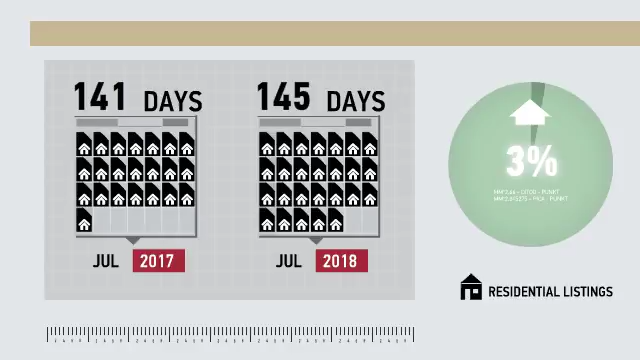 141 DAYS
145 DAYS
JUL 2017
JUL 2018
3%
RESIDENTIAL LISTINGS